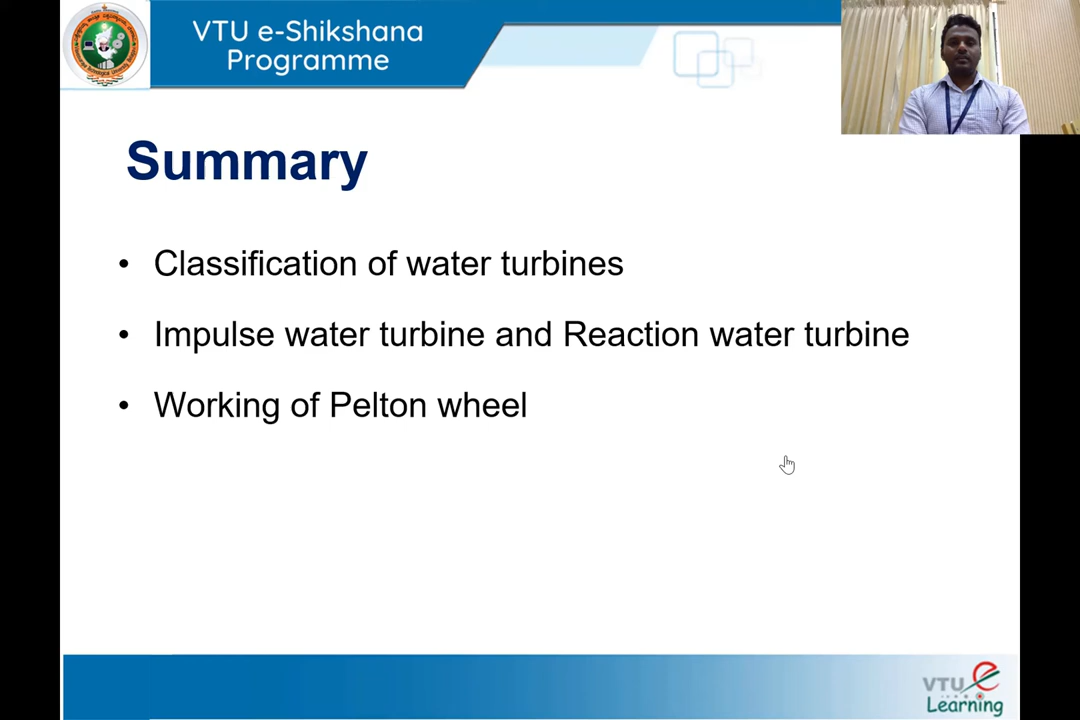 VTU e-Shikshana
Programme
Summary
• Classification of water turbines
• Impulse water turbine and Reaction water turbine
• Working of Pelton wheel
VTU e
Learning